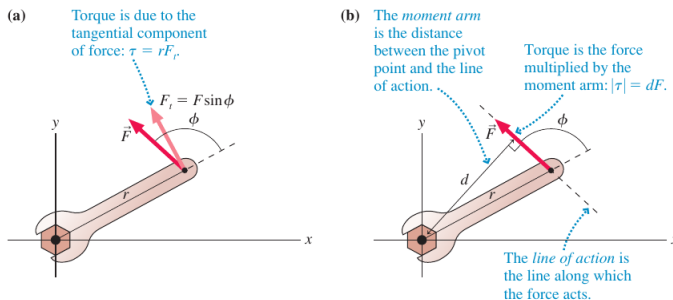 (a)
Torque is due to the
tangential component
of force: τ = rFₜ.
Fₜ = F sin ϕ
ϕ
F⃗
y
r
x
(b)
The moment arm
is the distance
between the pivot
point and the line
of action.
Torque is the force
multiplied by the
moment arm: |τ| = dF.
y
F⃗
ϕ
d
r
x
The line of action is
the line along which
the force acts.